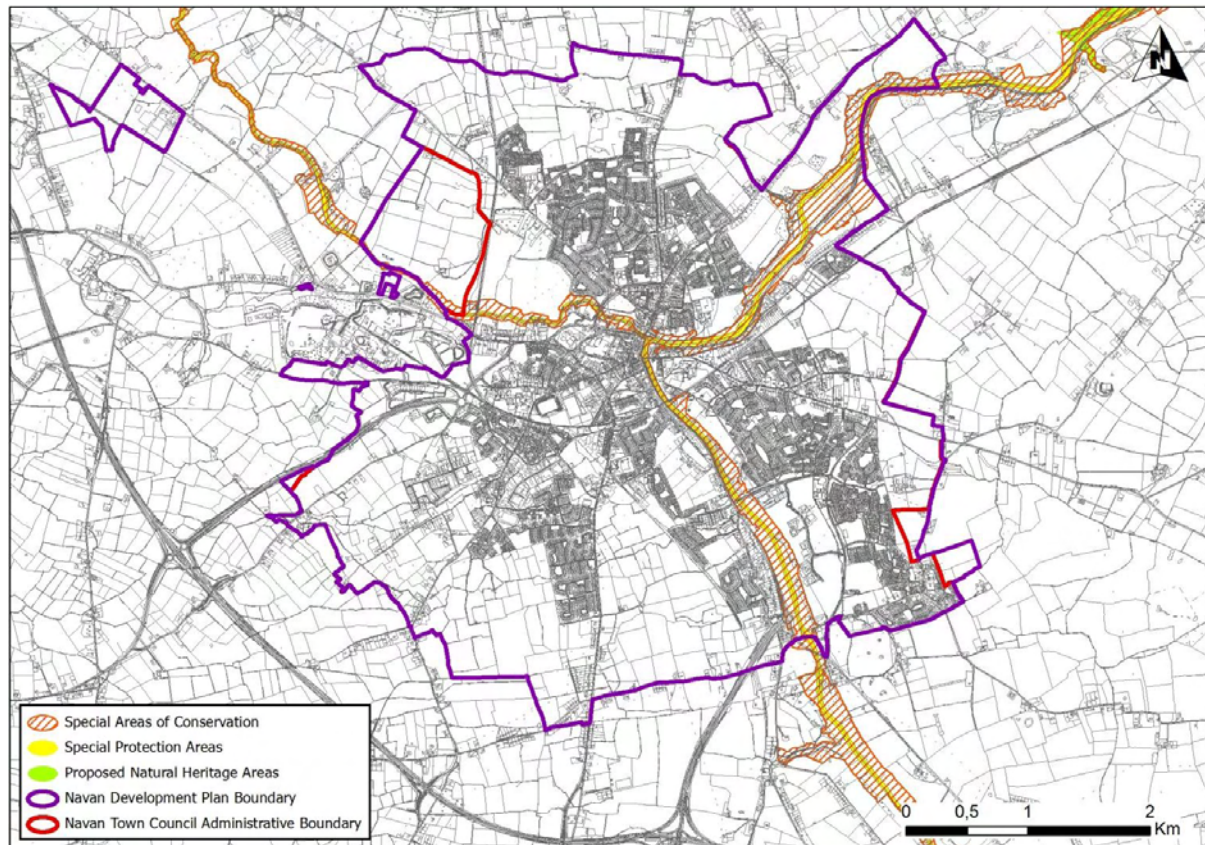 N
Special Areas of Conservation
Special Protection Areas
Proposed Natural Heritage Areas
Navan Development Plan Boundary
Navan Town Council Administrative Boundary
0 0,5 1 2
Km